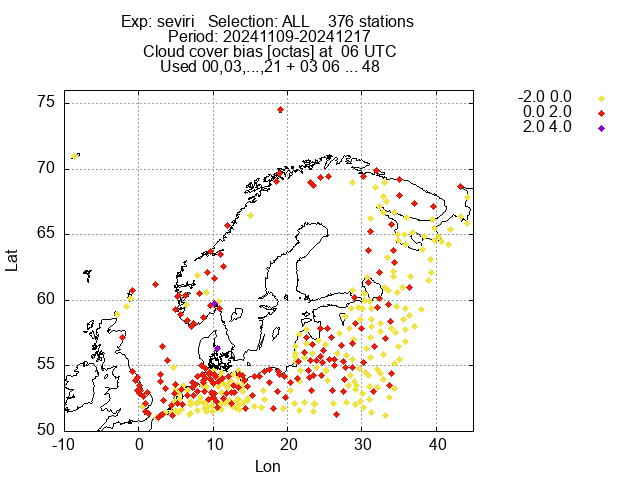 Exp: seviri   Selection: ALL    376 stations
Period: 20241109-20241217
Cloud cover bias [octas] at  06 UTC
Used 00,03,...,21 + 03 06 ... 48
-2.0 0.0
0.0 2.0
2.0 4.0
75
70
65
60
55
50
Lat
-10 0 10 20 30 40
Lon